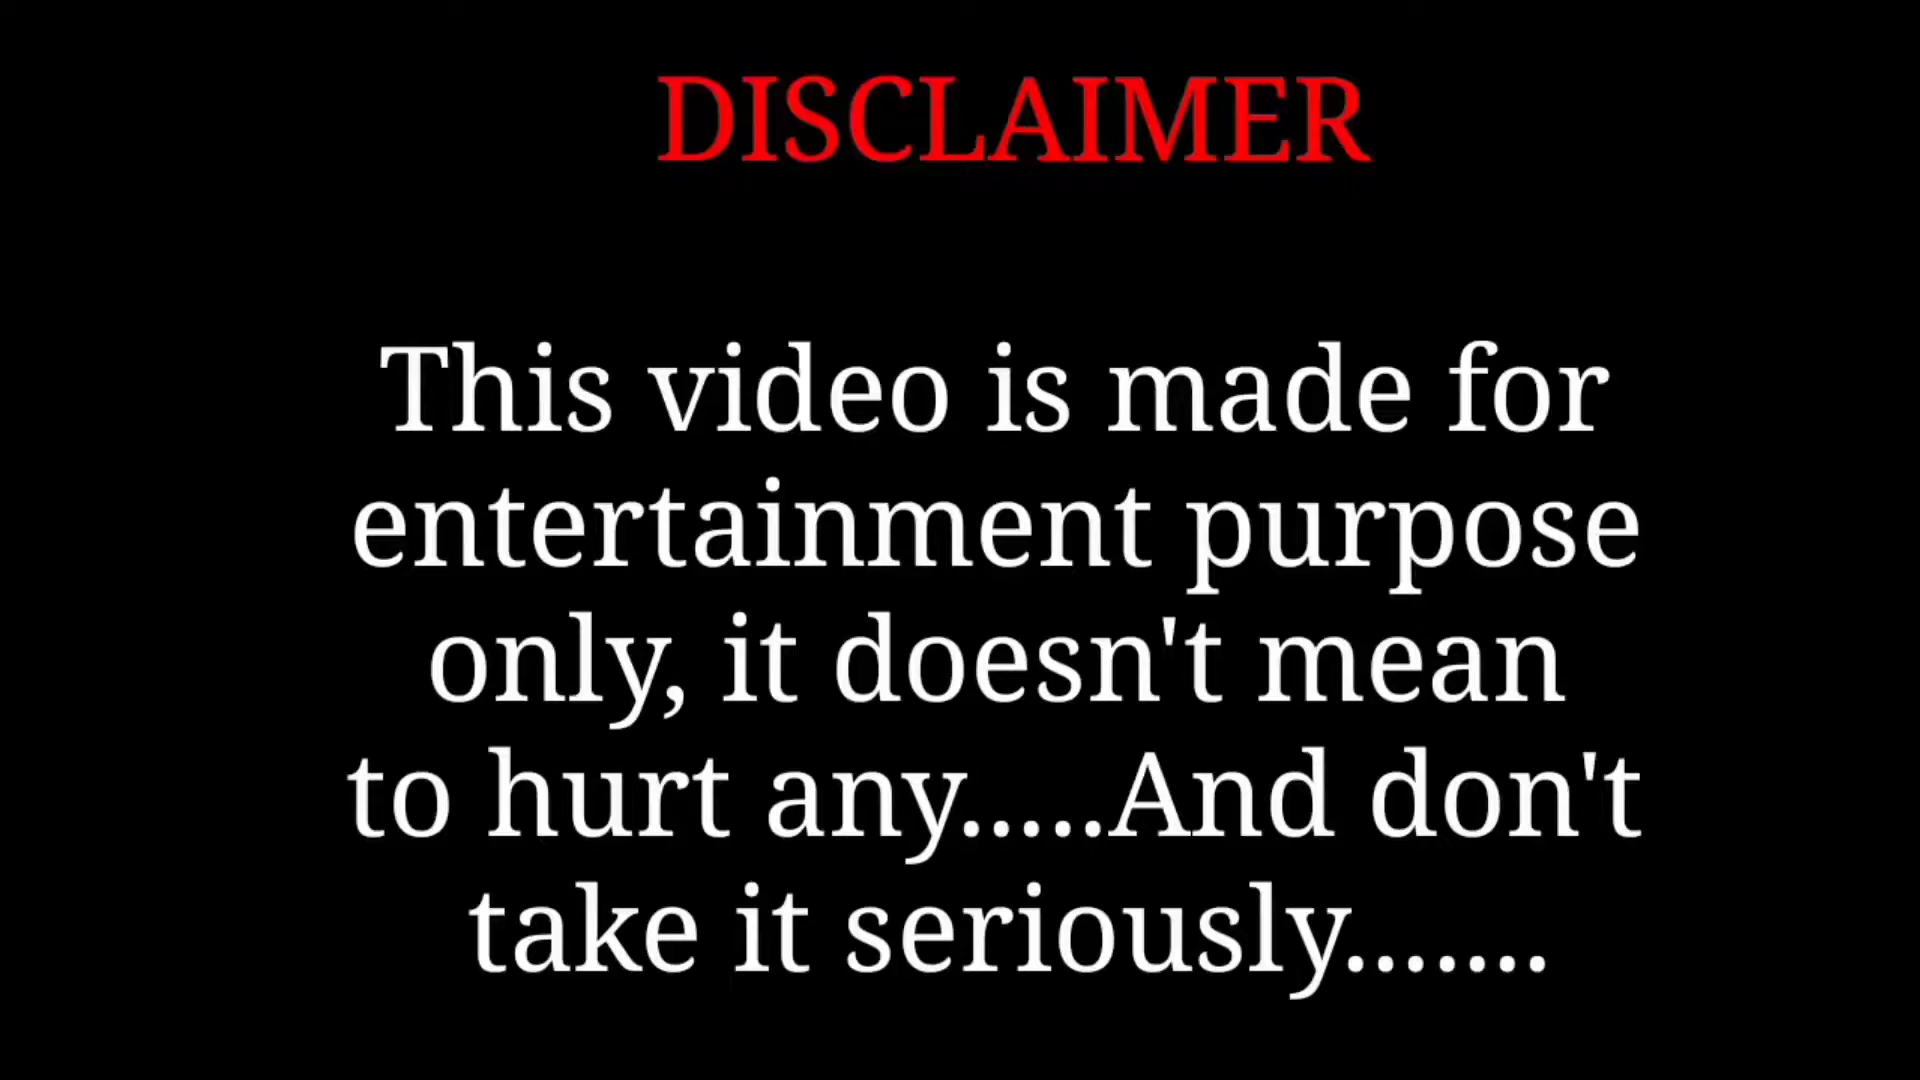 DISCLAIMER
This video is made for
entertainment purpose
only, it doesn't mean
to hurt any.....And don't
take it seriously.......